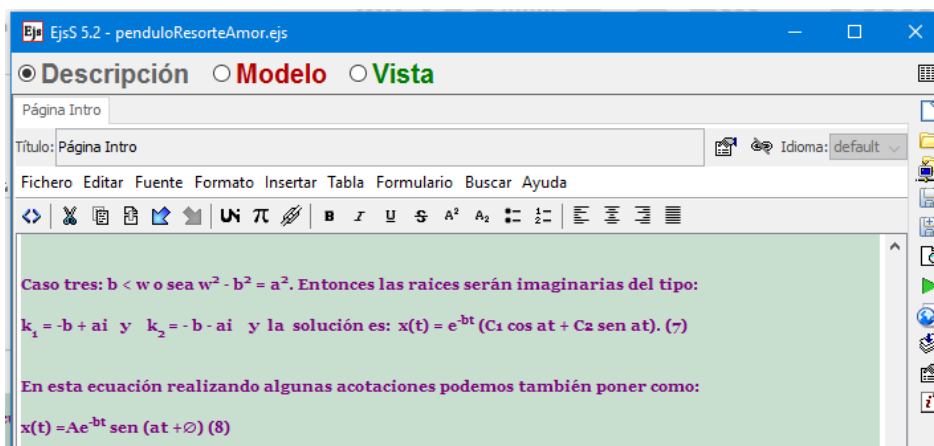 Ejs EjsS 5.2 - penduloResorteAmor.ejs
Descripción Modelo Vista
Página Intro
Título: Página Intro Idioma: default
Fichero Editar Fuente Formato Insertar Tabla Formulario Buscar Ayuda
Uñ π B I U S A² A₂
Caso tres: b < w o sea w² - b² = a². Entonces las raices serán imaginarias del tipo:
k₁ = -b + ai y k₂ = - b - ai y la solución es: x(t) = e^-bt (C1 cos at + C2 sen at). (7)
En esta ecuación realizando algunas acotaciones podemos también poner como:
x(t) =Ae^-bt sen (at +∅) (8)